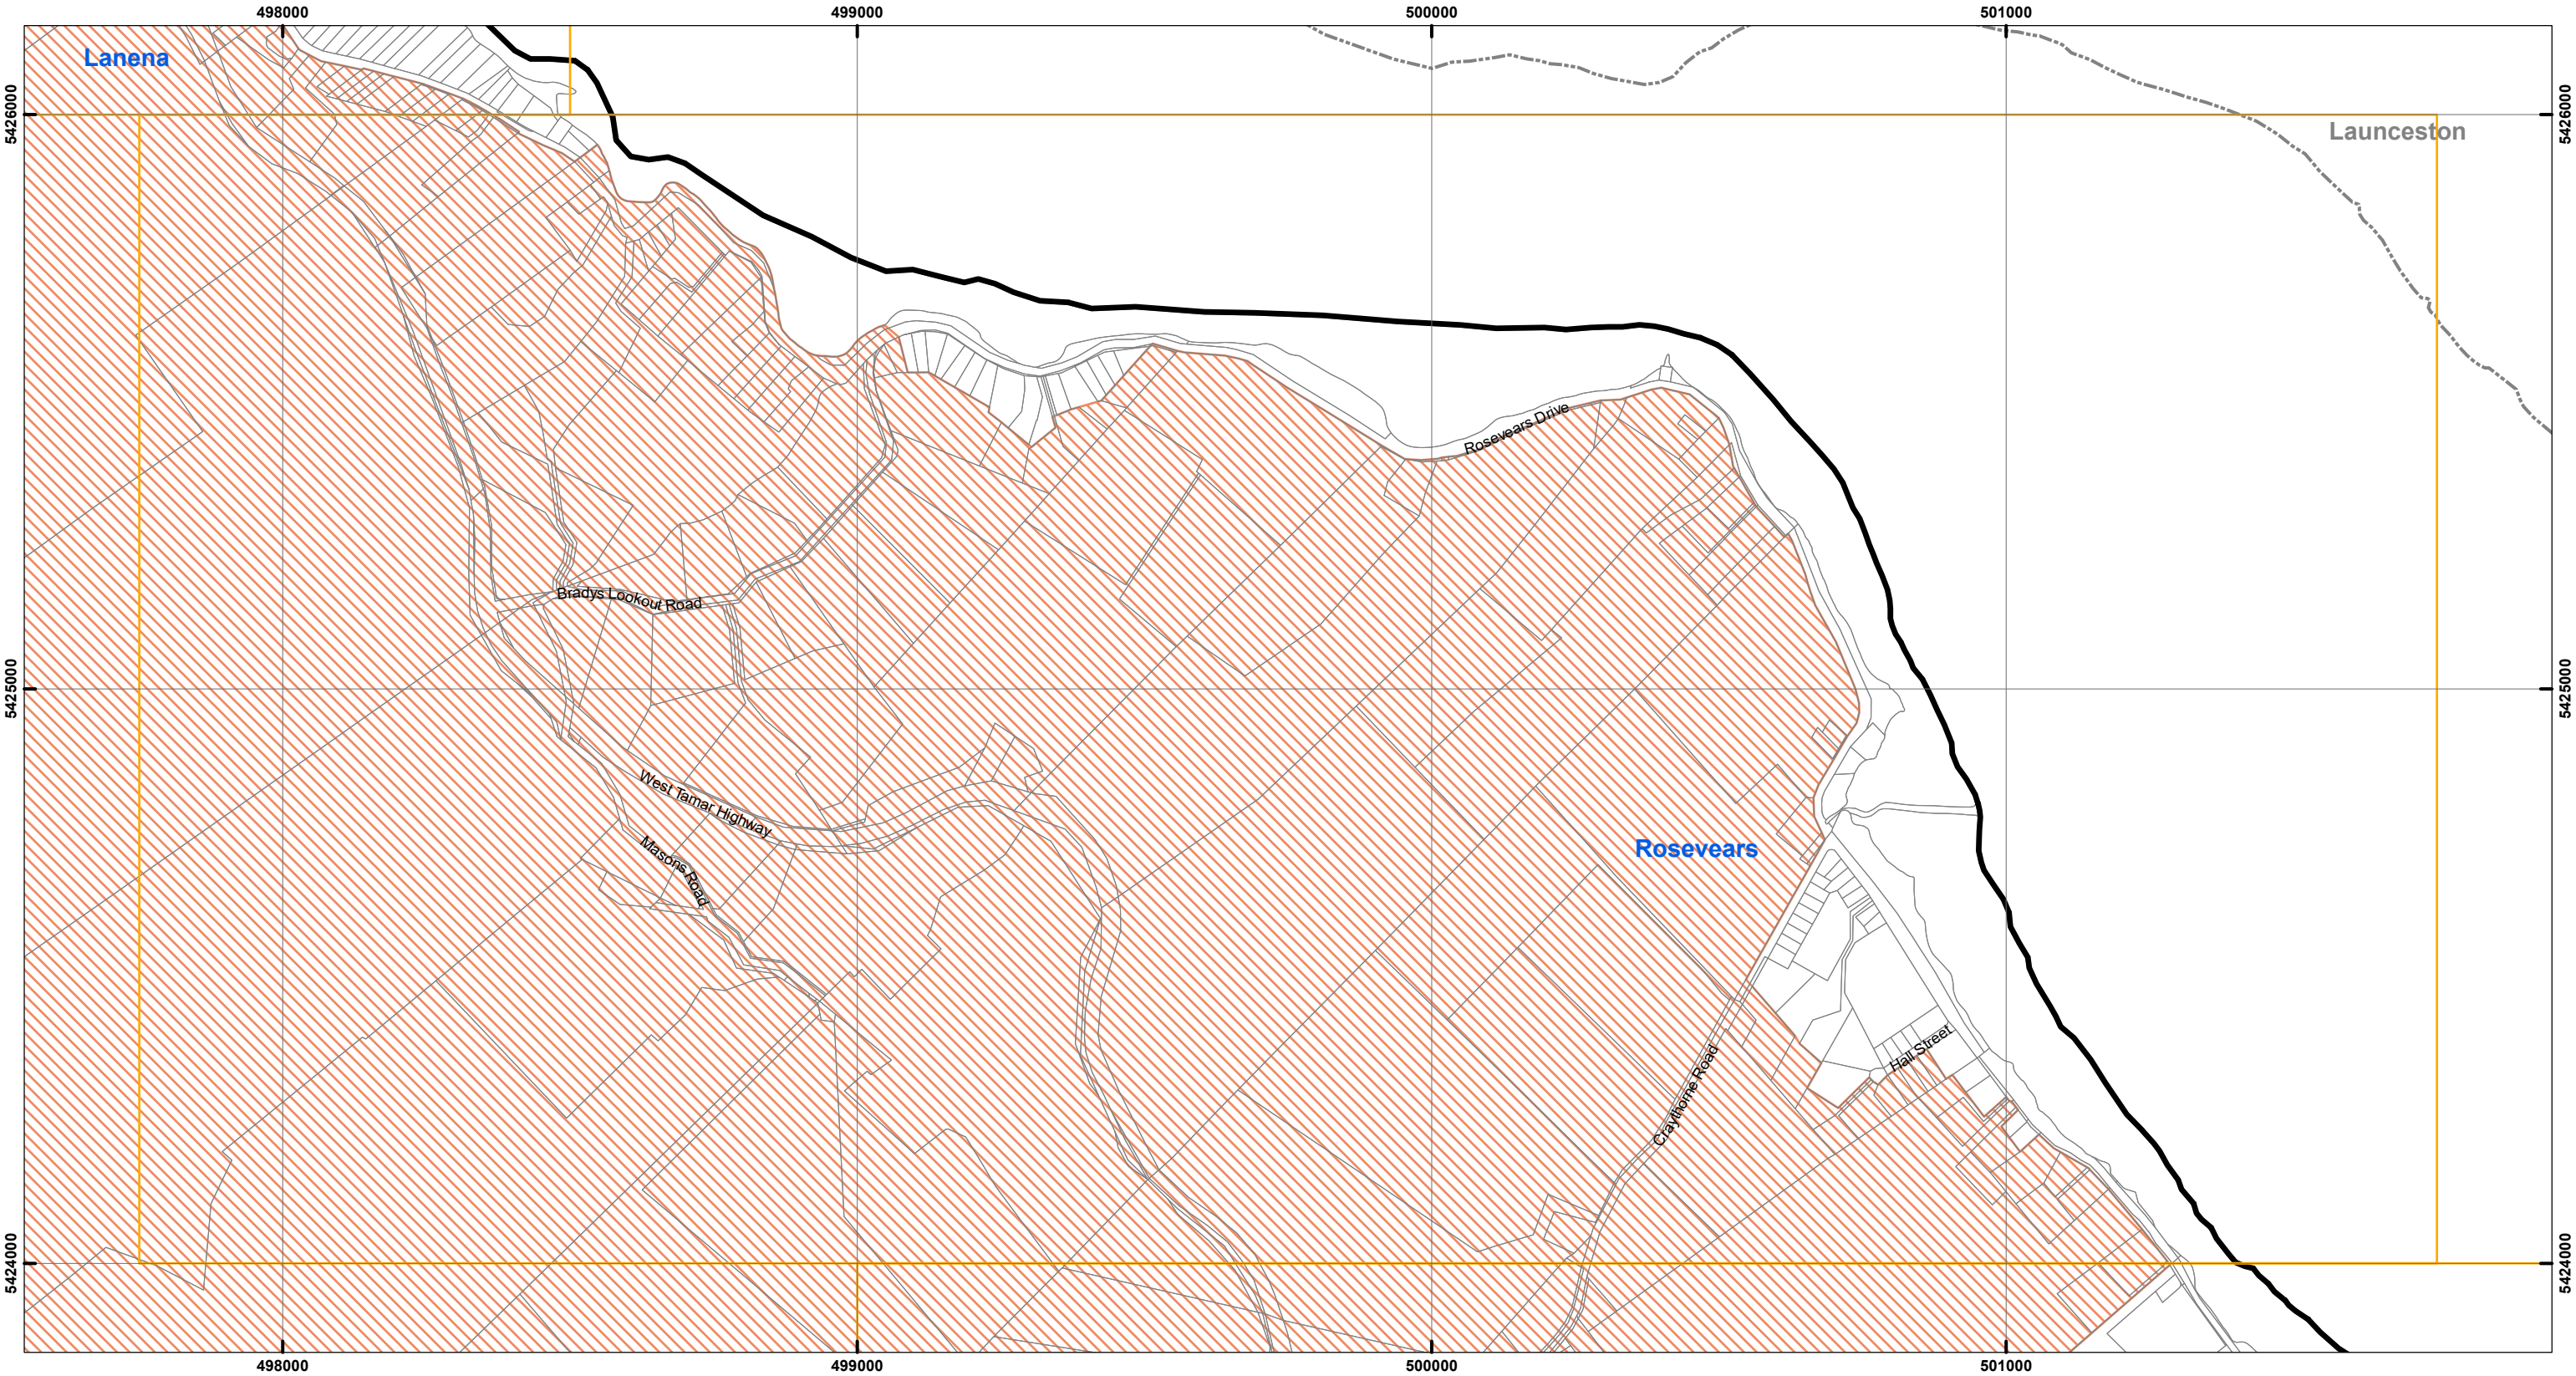 498000 499000 500000 501000
Lanena
5426000 5426000
Launceston
Rosevears Drive
Bradys Lookout Road
5425000 5425000
West Tamar Highway
Masons Road
Rosevears
Hall Street
Craythorne Road
5424000 5424000
498000 499000 500000 501000